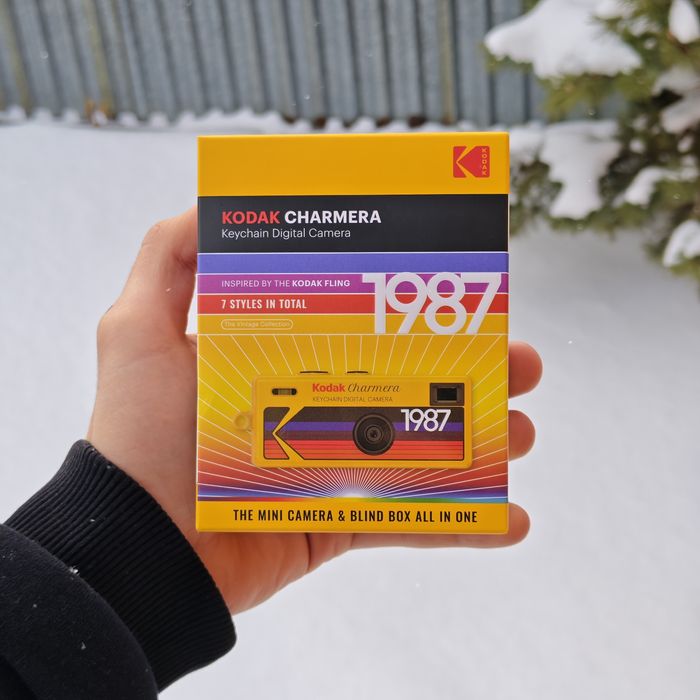 KODAK
KODAK CHARMERA
Keychain Digital Camera
INSPIRED BY THE KODAK FLING
1987
7 STYLES IN TOTAL
The Vintage Collection
Kodak Charmera
KEYCHAIN DIGITAL CAMERA
1987
THE MINI CAMERA & BLIND BOX ALL IN ONE